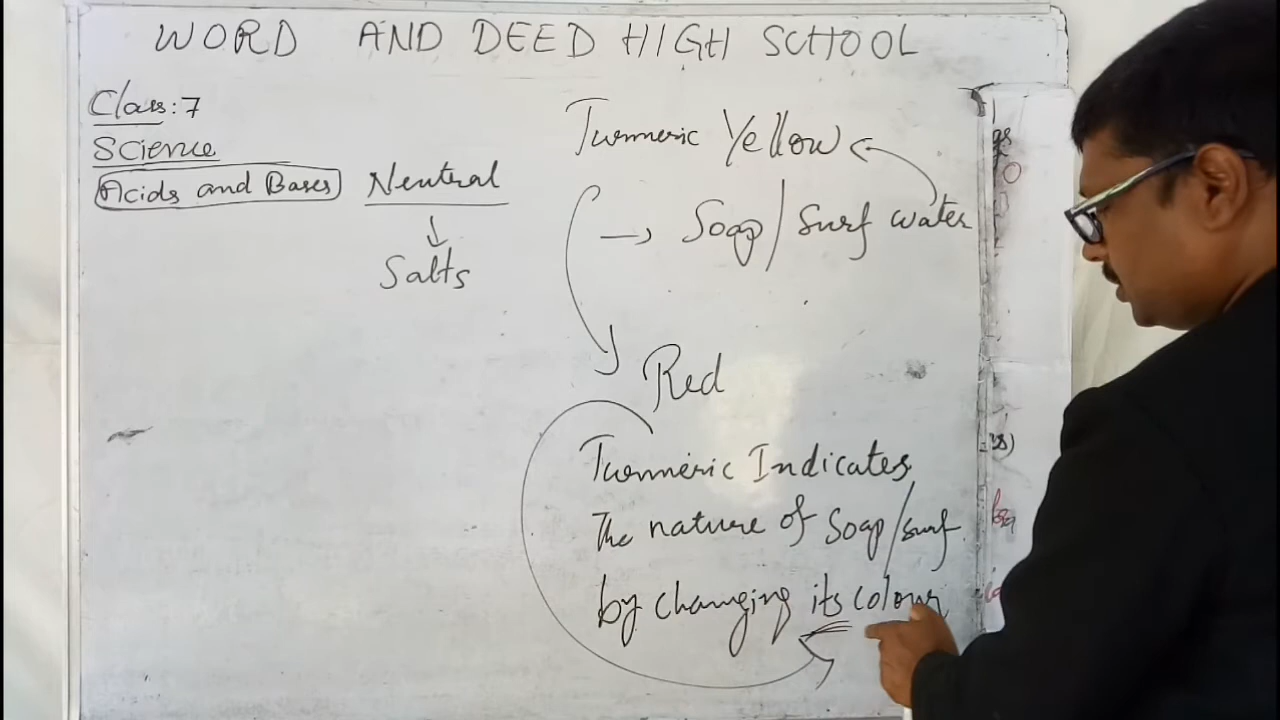 WORD AND DEED HIGH SCHOOL
Class: 7
Science
Acids and Bases
Neutral
Salts
Turmeric Yellow
Soap/Surf water
Red
Turmeric Indicates
The nature of Soap/surf
by changing its colour